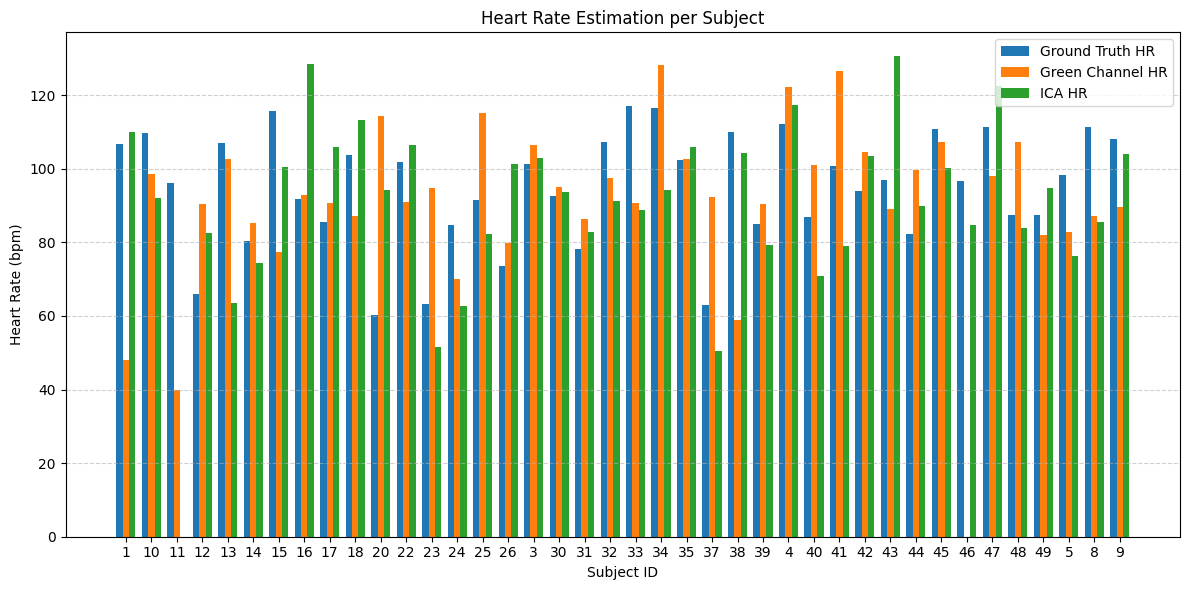 Heart Rate Estimation per Subject
Ground Truth HR
Green Channel HR
ICA HR
Heart Rate (bpm)
120
100
80
60
40
20
0
1 10 11 12 13 14 15 16 17 18 20 22 23 24 25 26 3 30 31 32 33 34 35 37 38 39 4 40 41 42 43 44 45 46 47 48 49 5 8 9
Subject ID